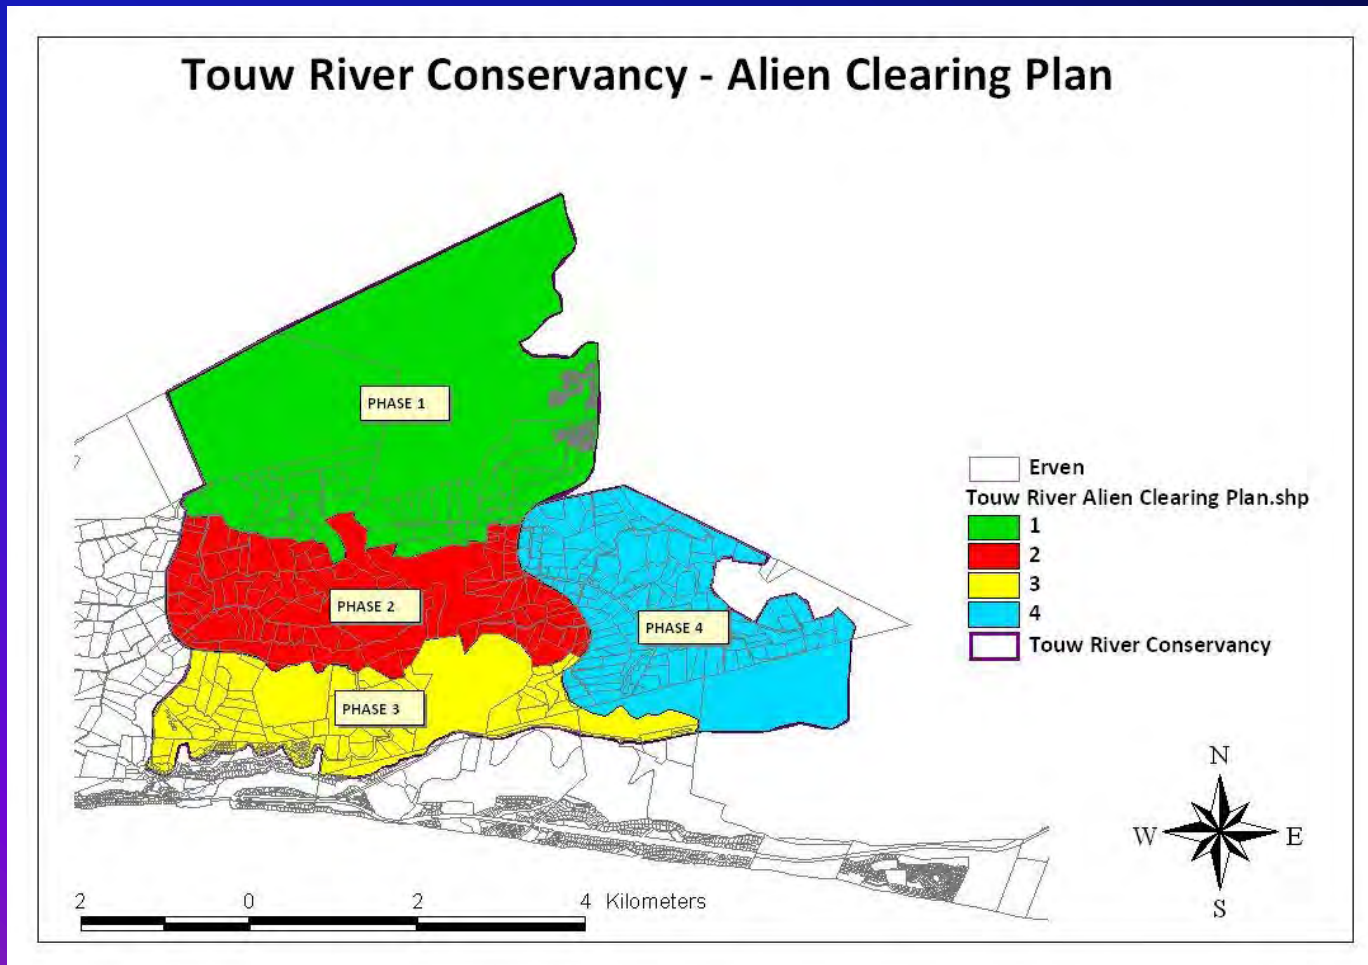 Touw River Conservancy - Alien Clearing Plan
PHASE 1
PHASE 2
PHASE 3
PHASE 4
Erven
Touw River Alien Clearing Plan.shp
1
2
3
4
Touw River Conservancy
N
W E
S
2 0 2 4 Kilometers